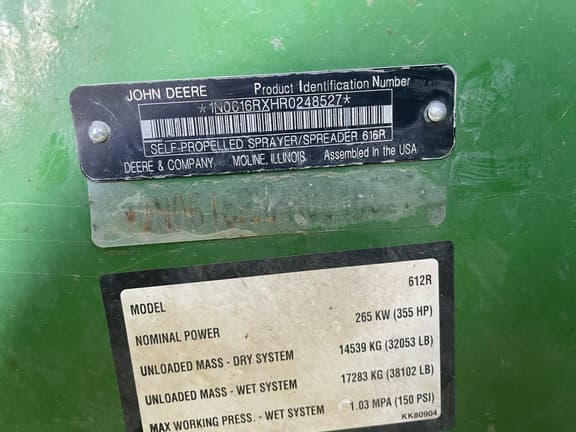 JOHN DEERE Product Identification Number
*1N0616RXHR0248527*
SELF-PROPELLED SPRAYER/SPREADER 616R
DEERE & COMPANY MOLINE, ILLINOIS Assembled in the USA
MODEL 612R
NOMINAL POWER 265 KW (355 HP)
UNLOADED MASS - DRY SYSTEM 14539 KG (32053 LB)
UNLOADED MASS - WET SYSTEM 17283 KG (38102 LB)
MAX WORKING PRESS. - WET SYSTEM 1.03 MPA (150 PSI)
KK80904